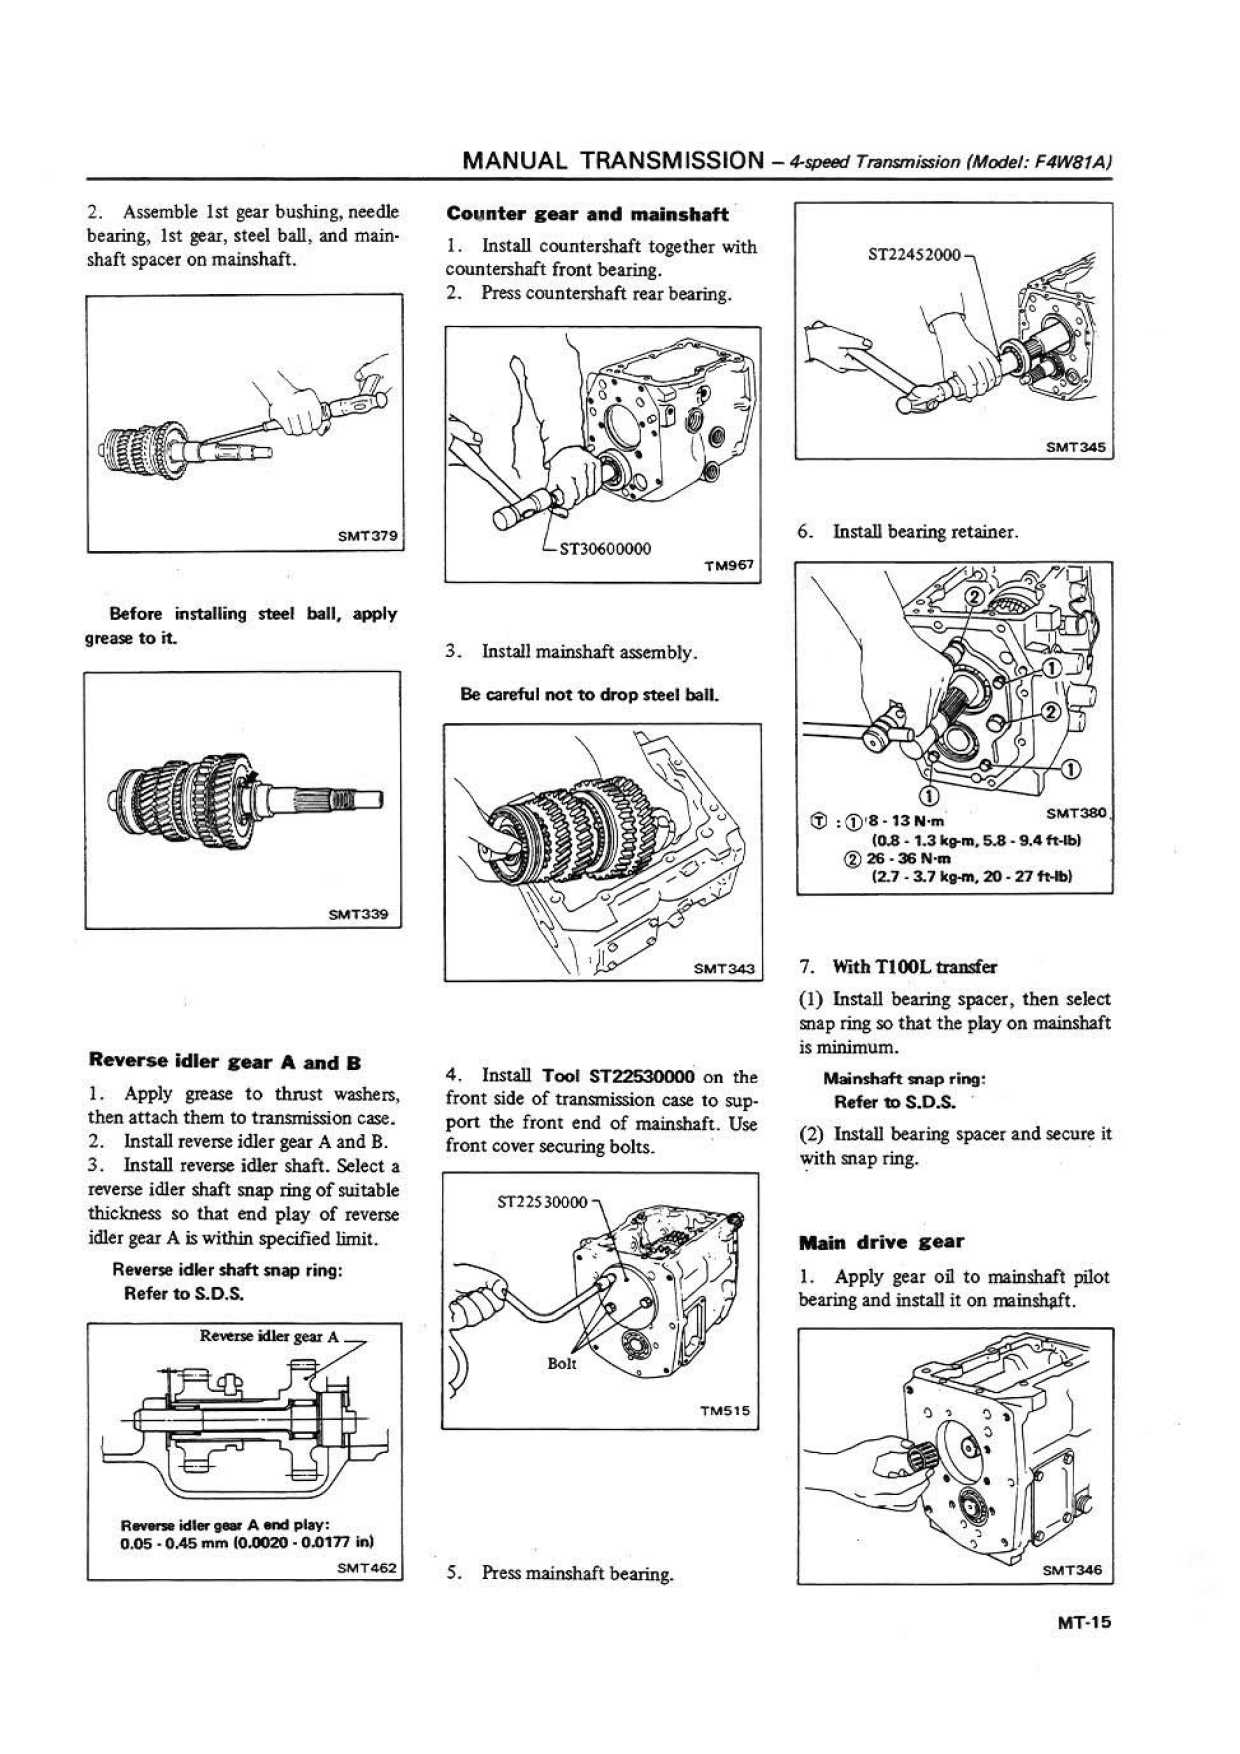 MANUAL TRANSMISSION – 4-speed Transmission (Model: F4W81A)
2. Assemble 1st gear bushing, needle
bearing, 1st gear, steel ball, and main-
shaft spacer on mainshaft.
SMT379
Before installing steel ball, apply
grease to it.
SMT339
Reverse idler gear A and B
1. Apply grease to thrust washers,
then attach them to transmission case.
2. Install reverse idler gear A and B.
3. Install reverse idler shaft. Select a
reverse idler shaft snap ring of suitable
thickness so that end play of reverse
idler gear A is within specified limit.
Reverse idler shaft snap ring:
Refer to S.D.S.
Reverse idler gear A
Reverse idler gear A end play:
0.05 - 0.45 mm (0.0020 - 0.0177 in)
SMT462
Counter gear and mainshaft
1. Install countershaft together with
countershaft front bearing.
2. Press countershaft rear bearing.
ST30600000
TM967
3. Install mainshaft assembly.
Be careful not to drop steel ball.
SMT343
4. Install Tool ST22530000 on the
front side of transmission case to sup-
port the front end of mainshaft. Use
front cover securing bolts.
ST22530000
Bolt
TM515
5. Press mainshaft bearing.
ST22452000
SMT345
6. Install bearing retainer.
②
①
②
①
①
SMT380
Ⓣ : ① 8 - 13 N·m
(0.8 - 1.3 kg-m, 5.8 - 9.4 ft-lb)
② 26 - 36 N·m
(2.7 - 3.7 kg-m, 20 - 27 ft-lb)
7. With T100L transfer
(1) Install bearing spacer, then select
snap ring so that the play on mainshaft
is minimum.
Mainshaft snap ring:
Refer to S.D.S.
(2) Install bearing spacer and secure it
with snap ring.
Main drive gear
1. Apply gear oil to mainshaft pilot
bearing and install it on mainshaft.
SMT346
MT-15